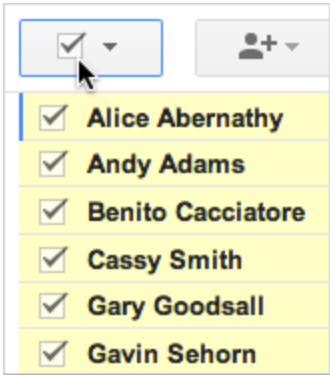 Alice Abernathy
Andy Adams
Benito Cacciatore
Cassy Smith
Gary Goodsall
Gavin Sehorn